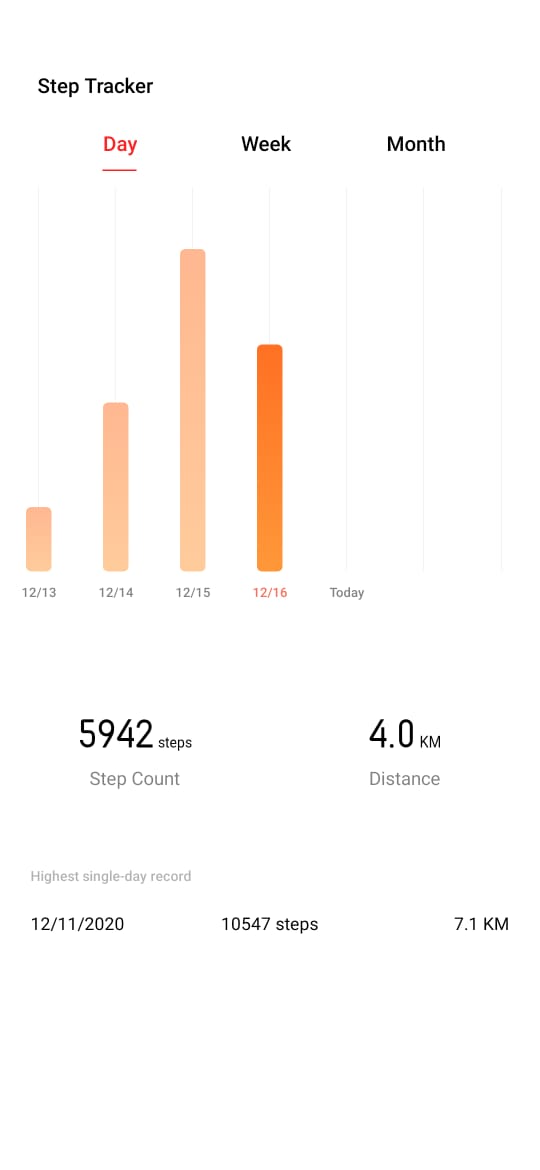 Step Tracker
Day Week Month
12/13 12/14 12/15 12/16 Today
5942 steps 4.0 KM
Step Count Distance
Highest single-day record
12/11/2020 10547 steps 7.1 KM